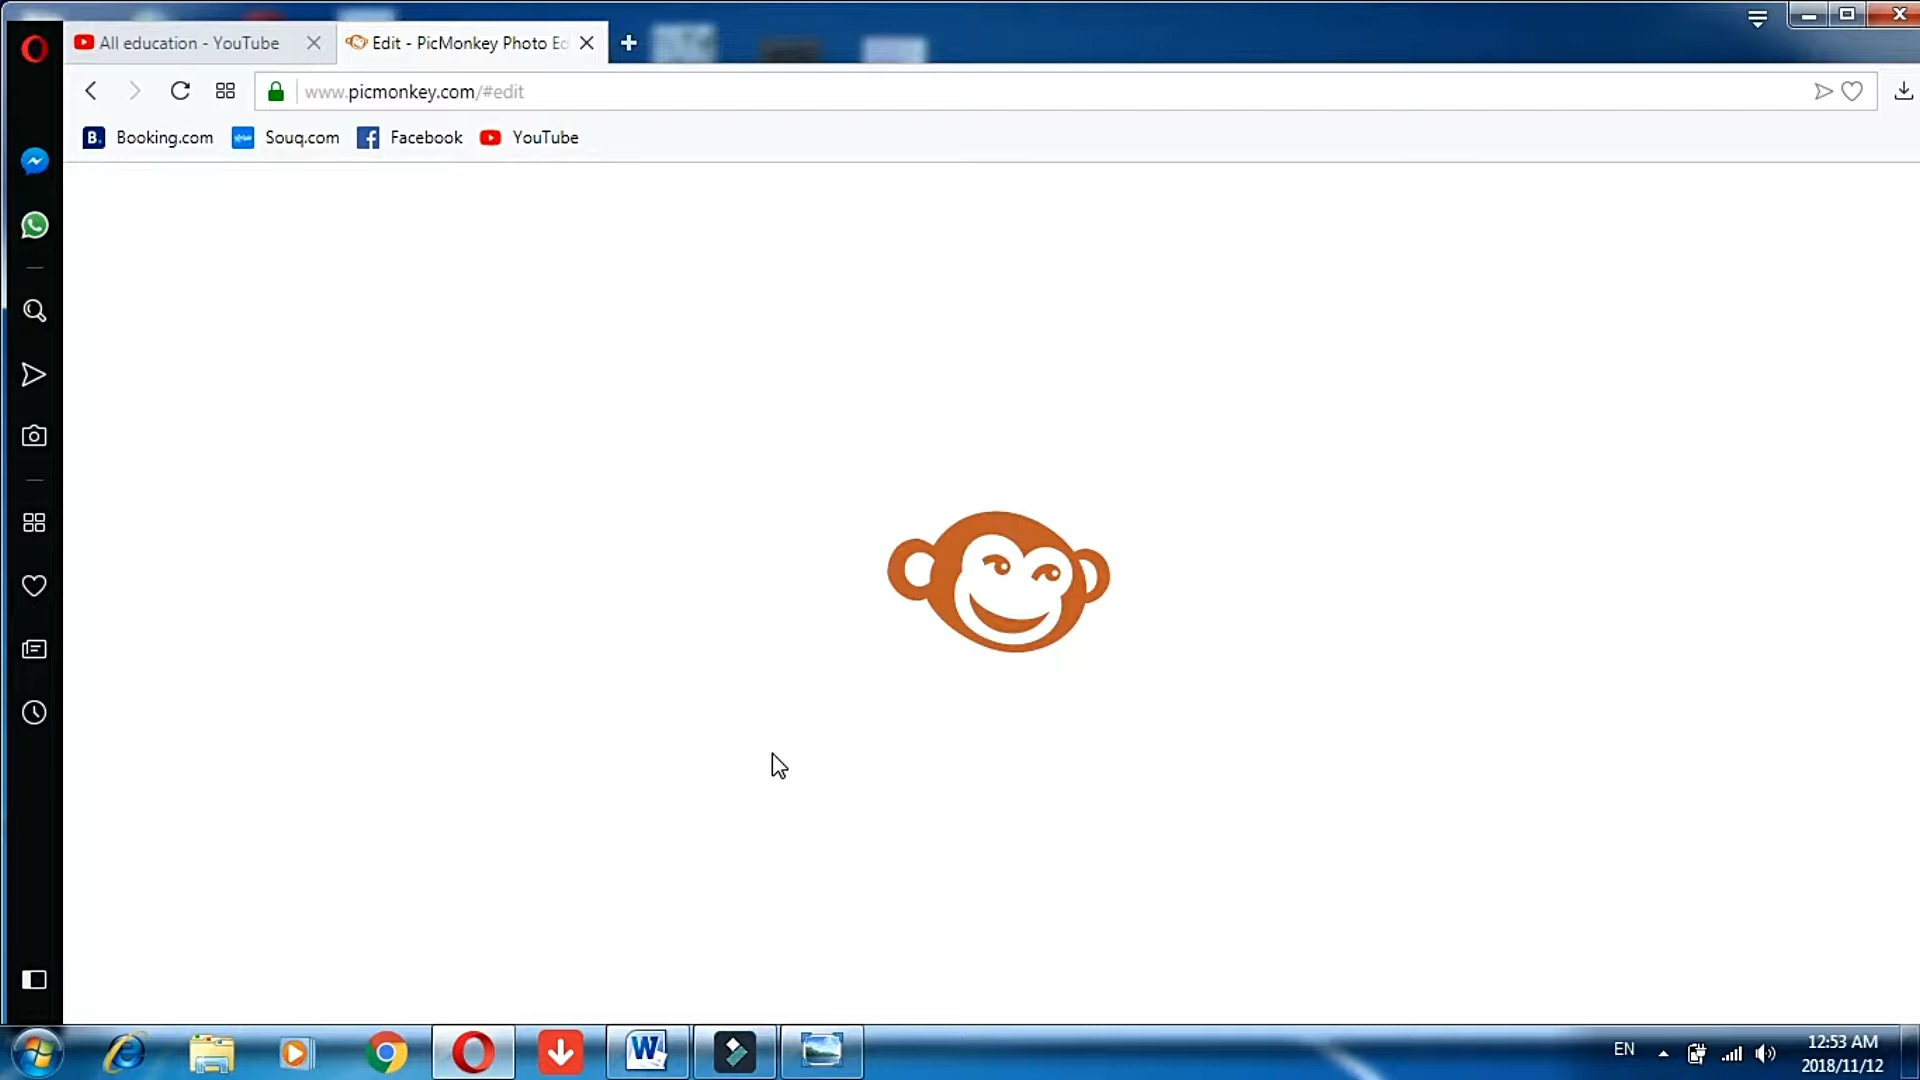 All education - YouTube
Edit - PicMonkey Photo Ed
www.picmonkey.com/#edit
B. Booking.com
Souq.com
Facebook
YouTube
EN
12:53 AM
2018/11/12